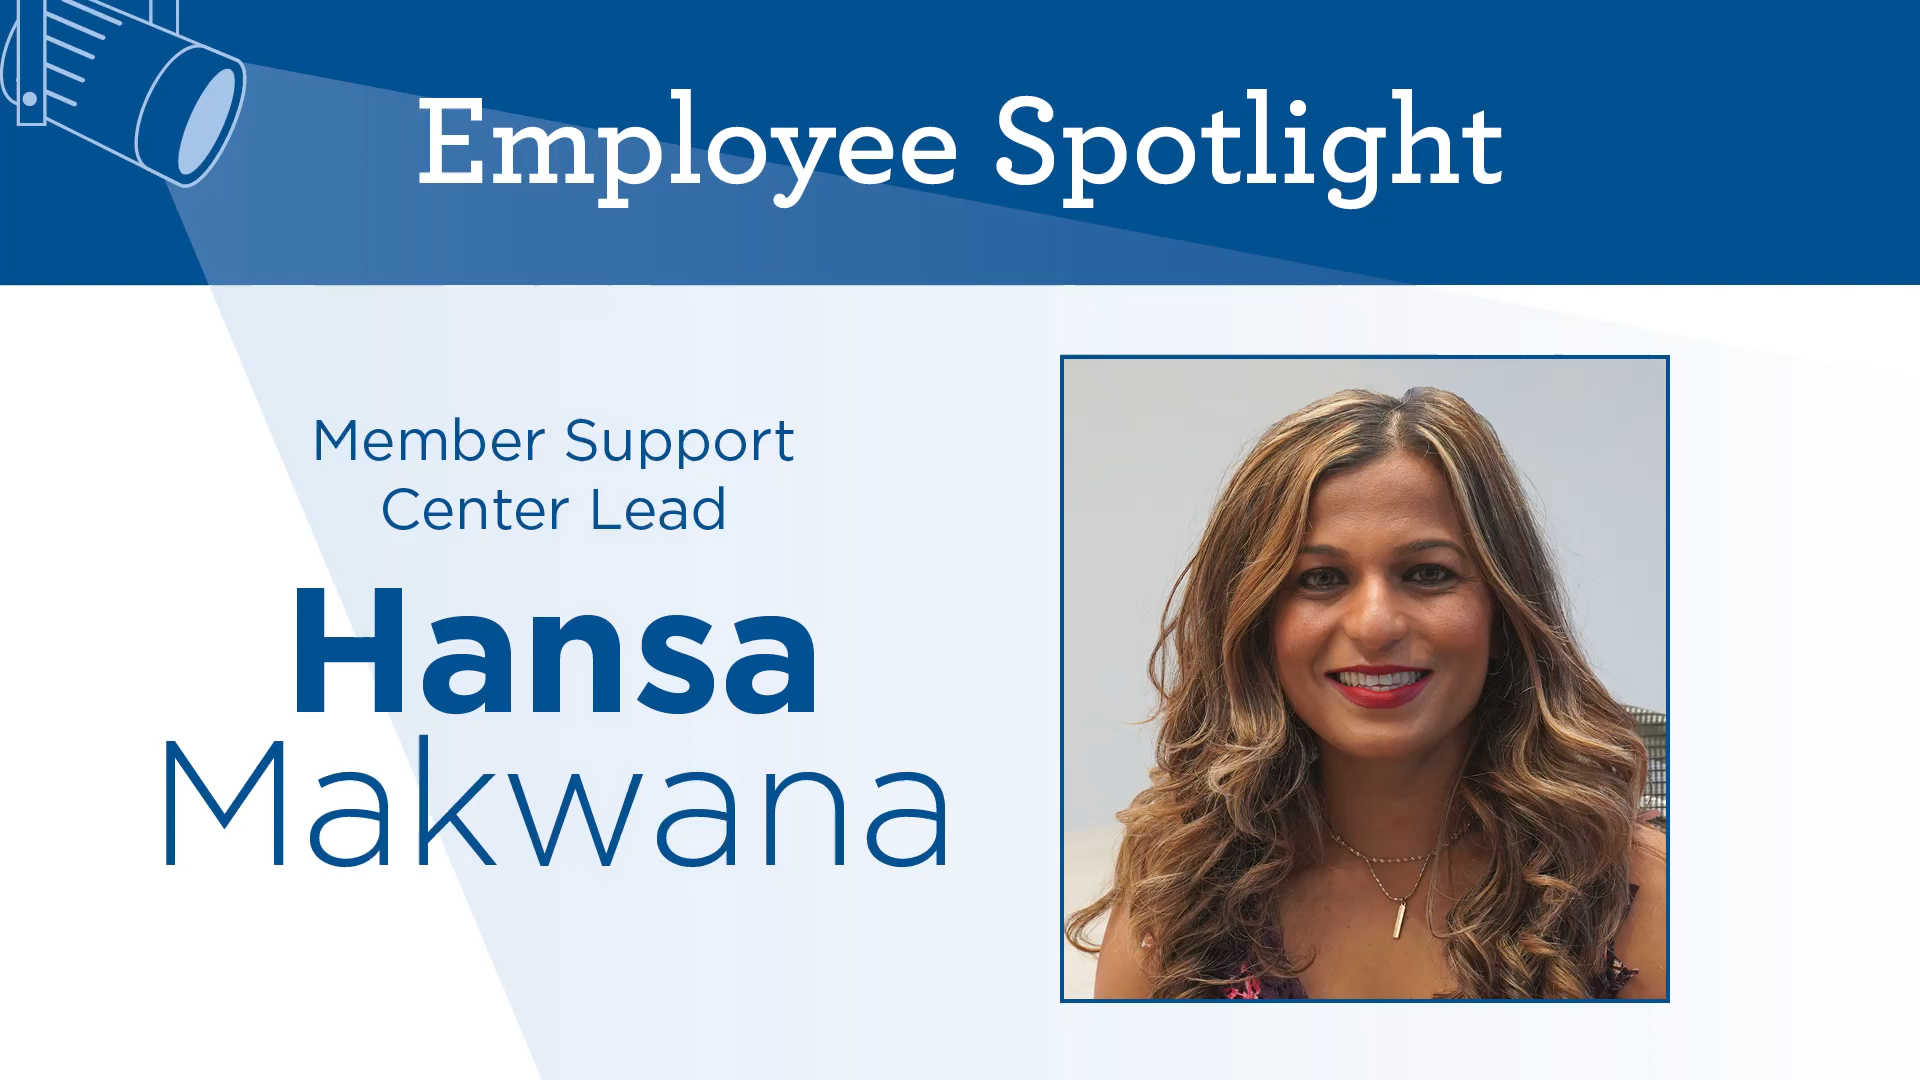 Employee Spotlight
Member Support
Center Lead
Hansa
Makwana